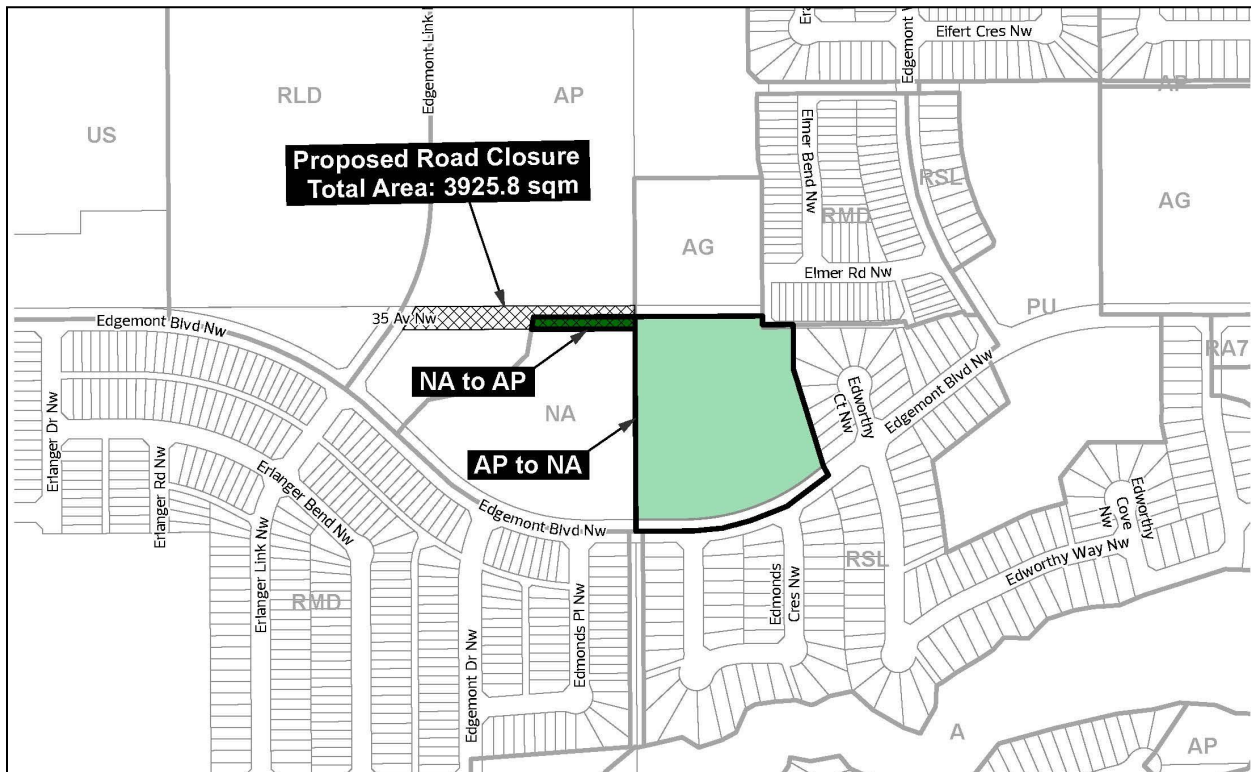 Edgemont Link
Elfert Cres Nw
Edgemont
AP
RLD
AP
US
Elmer Bend Nw
Proposed Road Closure
Total Area: 3925.8 sqm
RSL
AG
RMD
AG
Elmer Rd Nw
PU
35 Av Nw
Edgemont Blvd Nw
RA7
Edgemont Blvd Nw
NA to AP
Edworthy
Ct Nw
Erlanger Dr Nw
NA
AP to NA
Erlanger Rd Nw
Erlanger Bend Nw
Edgemont Blvd Nw
Edworthy
Cove
Nw
Edworthy Way Nw
Erlanger Link Nw
RSL
Edmonds
Cres Nw
RMD
Edmonds Pl Nw
Edgemont Dr Nw
A
AP